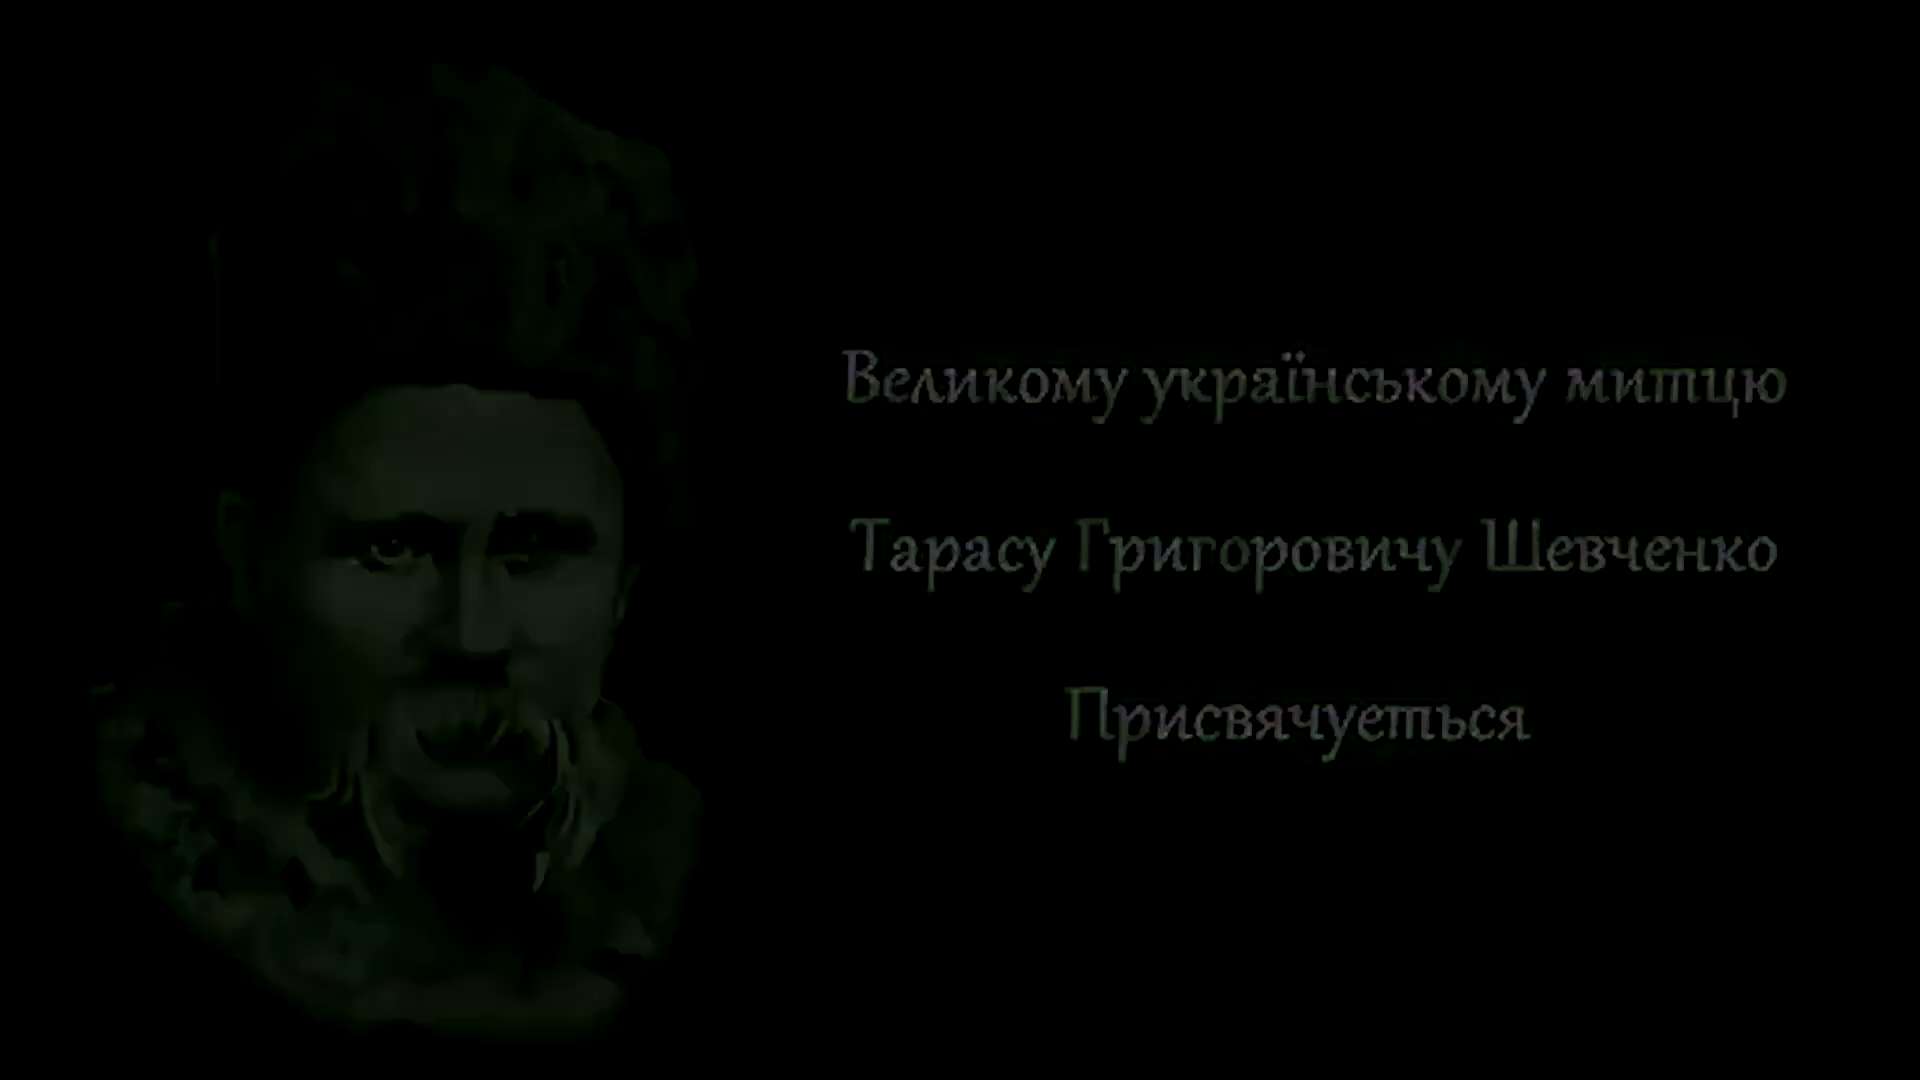 Великому українському митцю
Тарасу Григоровичу Шевченко
Присвячується